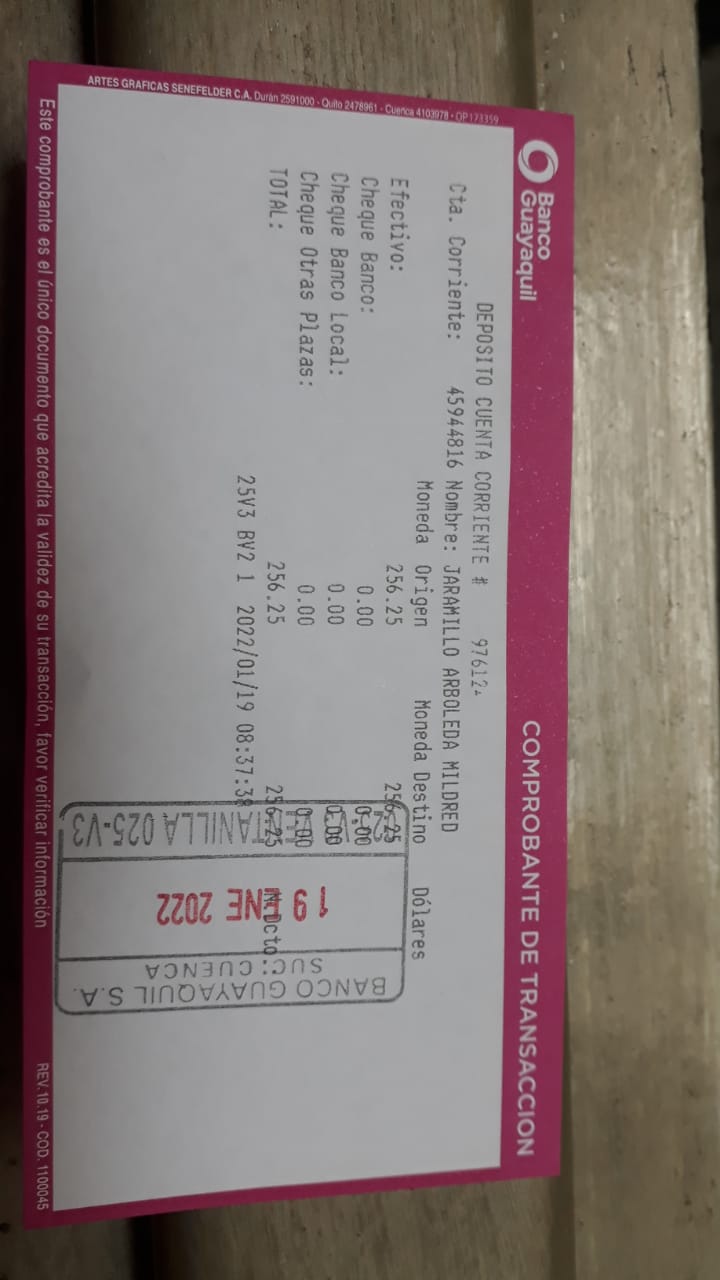 Banco
Guayaquil
COMPROBANTE DE TRANSACCION
DEPOSITO CUENTA CORRIENTE #
Cta. Corriente: 45944816 Nombre: JARAMILLO ARBOLEDA MILDRED
Moneda Origen Moneda Destino Dólares
Efectivo: 256.25 256.25
Cheque Banco: 0.00 0.00
Cheque Banco Local: 0.00 0.00
Cheque Otras Plazas: 0.00 0.00
TOTAL: 256.25 256.25 N.Dcto
25V3 BV2 1 2022/01/19 08:37:38
025-V3 VENTANILLA 025-V3
19 ENE 2022
BANCO GUAYAQUIL S.A.
SUC.: CUENCA
ARTES GRAFICAS SENEFELDER C.A. Durán 2591000 - Quito 2478961 - Cuenca 4103978 - OP173359
Este comprobante es el único documento que acredita la validez de su transacción, favor verificar información
REV. 10.19 - COD. 1100045